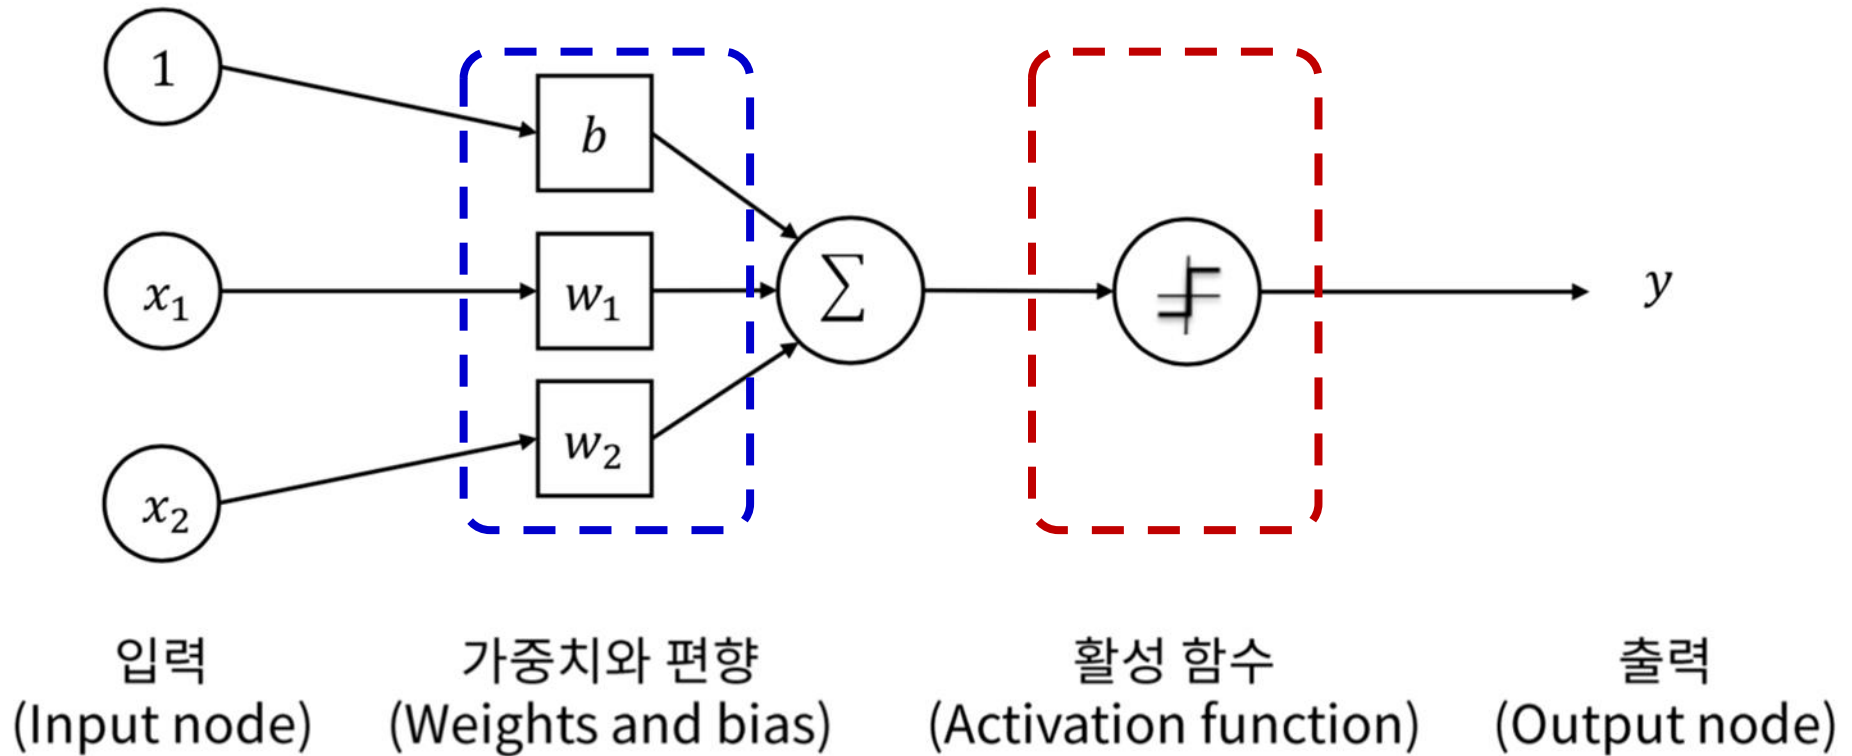 1
b
x₁
w₁
∑
y
x₂
w₂
입력
(Input node)
가중치와 편향
(Weights and bias)
활성 함수
(Activation function)
출력
(Output node)